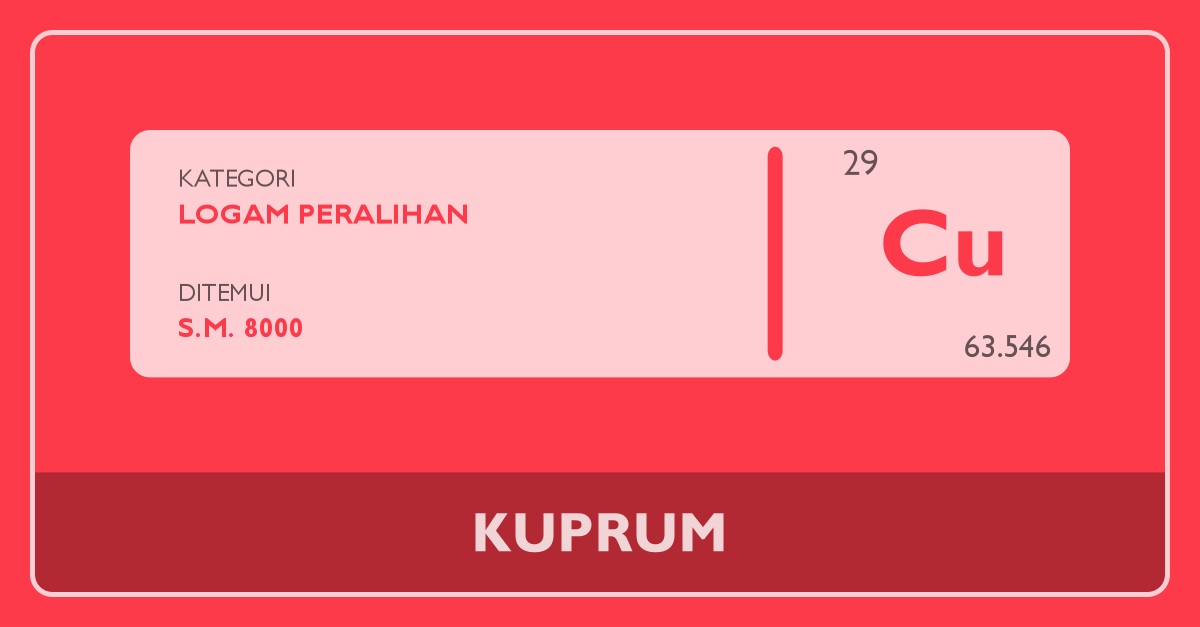 KATEGORI
LOGAM PERALIHAN
DITEMUI
S.M. 8000
29
Cu
63.546
KUPRUM